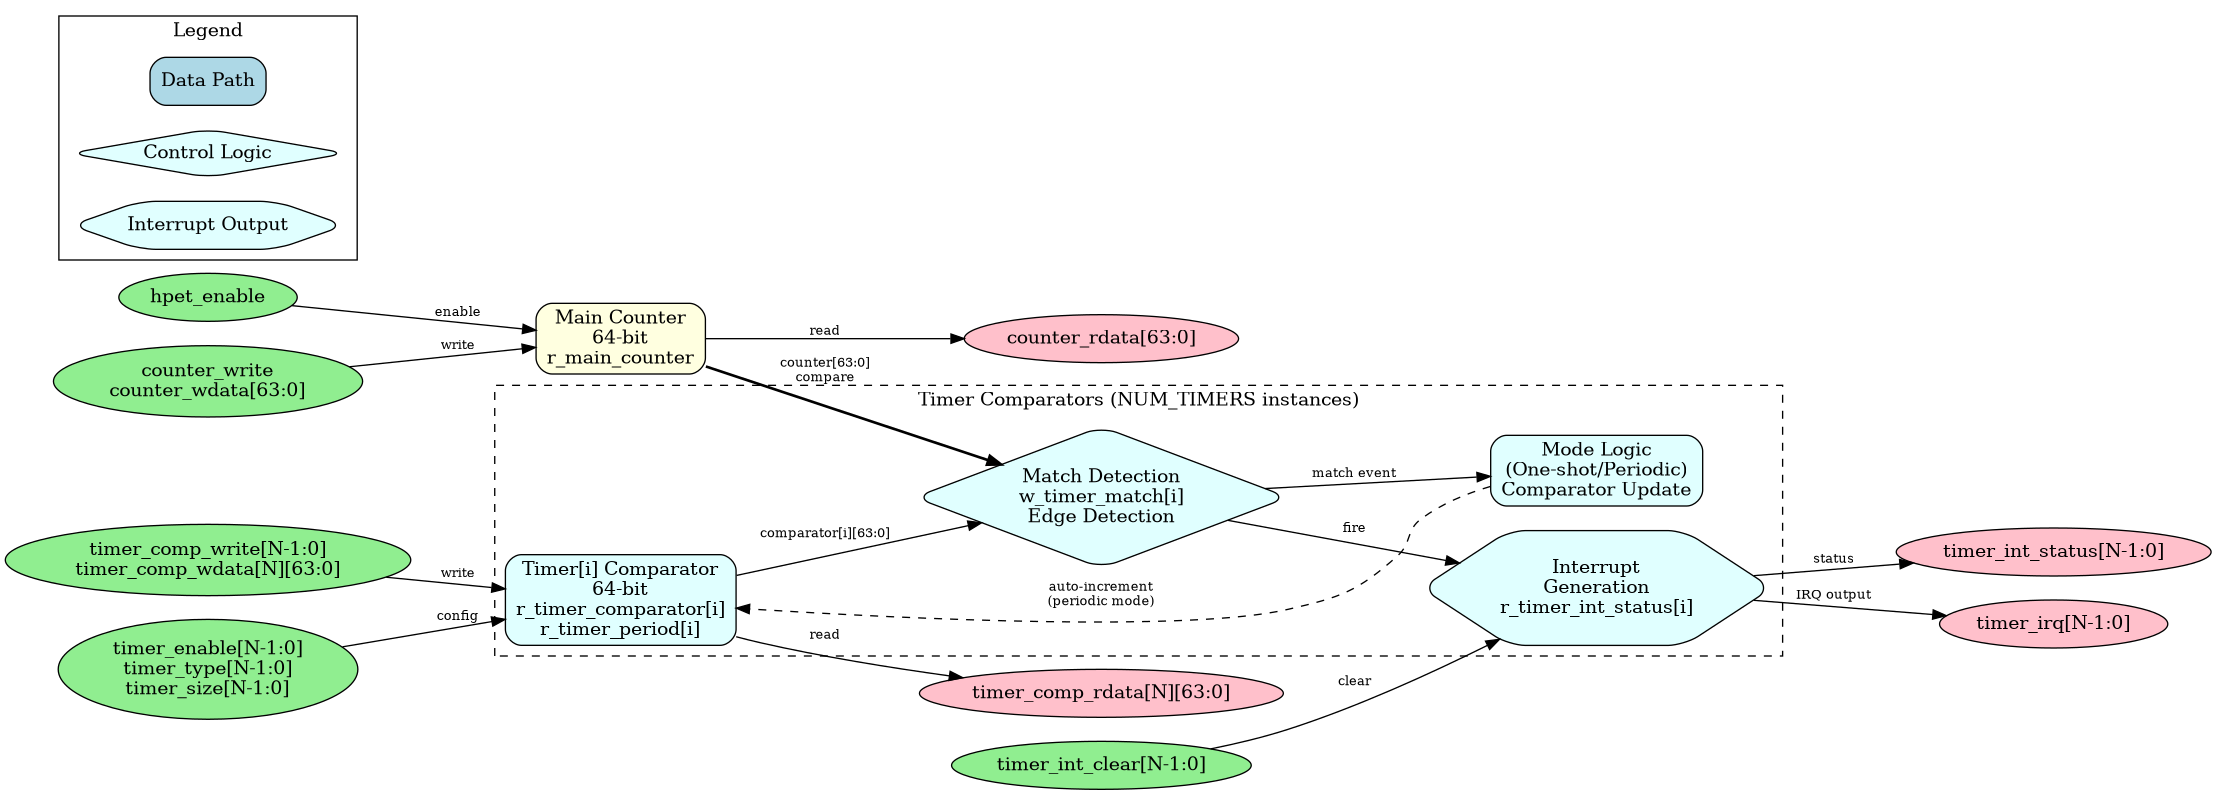 Legend
Data Path
Control Logic
Interrupt Output
hpet_enable
enable
counter_write
counter_wdata[63:0]
write
Main Counter
64-bit
r_main_counter
read
counter_rdata[63:0]
counter[63:0]
compare
Timer Comparators (NUM_TIMERS instances)
Match Detection
w_timer_match[i]
Edge Detection
match event
Mode Logic
(One-shot/Periodic)
Comparator Update
timer_comp_write[N-1:0]
timer_comp_wdata[N][63:0]
write
timer_enable[N-1:0]
timer_type[N-1:0]
timer_size[N-1:0]
config
Timer[i] Comparator
64-bit
r_timer_comparator[i]
r_timer_period[i]
comparator[i][63:0]
fire
auto-increment
(periodic mode)
Interrupt
Generation
r_timer_int_status[i]
status
timer_int_status[N-1:0]
IRQ output
timer_irq[N-1:0]
read
timer_comp_rdata[N][63:0]
clear
timer_int_clear[N-1:0]